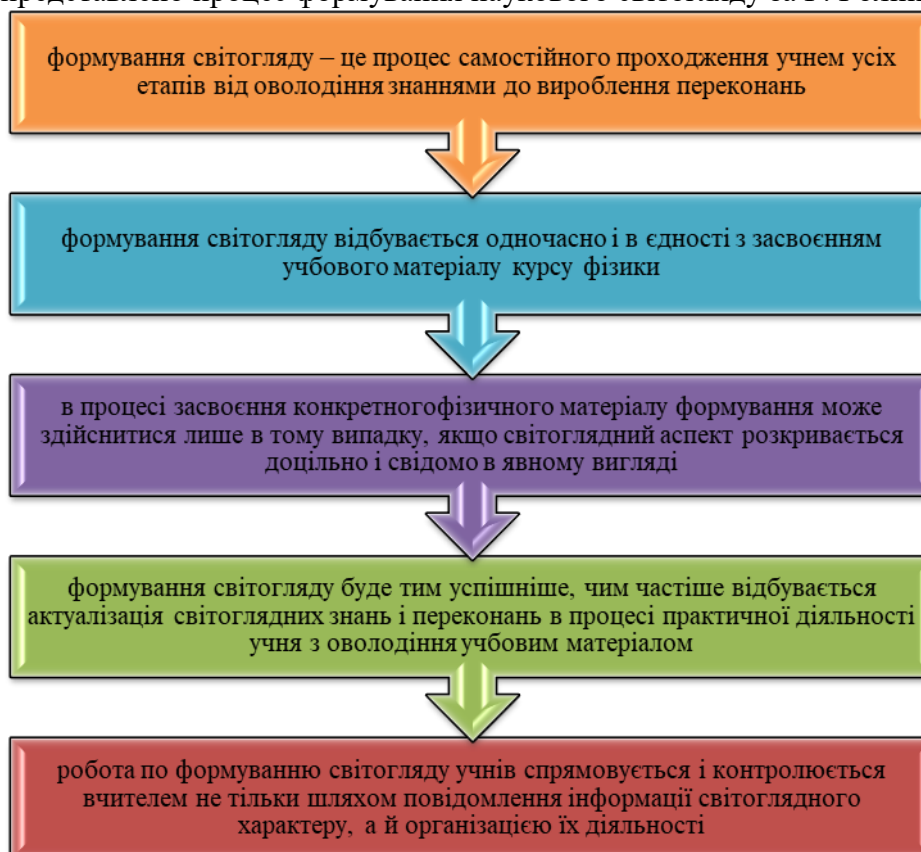 формування світогляду – це процес самостійного проходження учнем усіх
етапів від оволодіння знаннями до вироблення переконань
формування світогляду відбувається одночасно і в єдності з засвоєнням
учбового матеріалу курсу фізики
в процесі засвоєння конкретногофізичного матеріалу формування може
здійснитися лише в тому випадку, якщо світоглядний аспект розкривається
доцільно і свідомо в явному вигляді
формування світогляду буде тим успішніше, чим частіше відбувається
актуалізація світоглядних знань і переконань в процесі практичної діяльності
учня з оволодіння учбовим матеріалом
робота по формуванню світогляду учнів спрямовується і контролюється
вчителем не тільки шляхом повідомлення інформації світоглядного
характеру, а й організацією їх діяльності